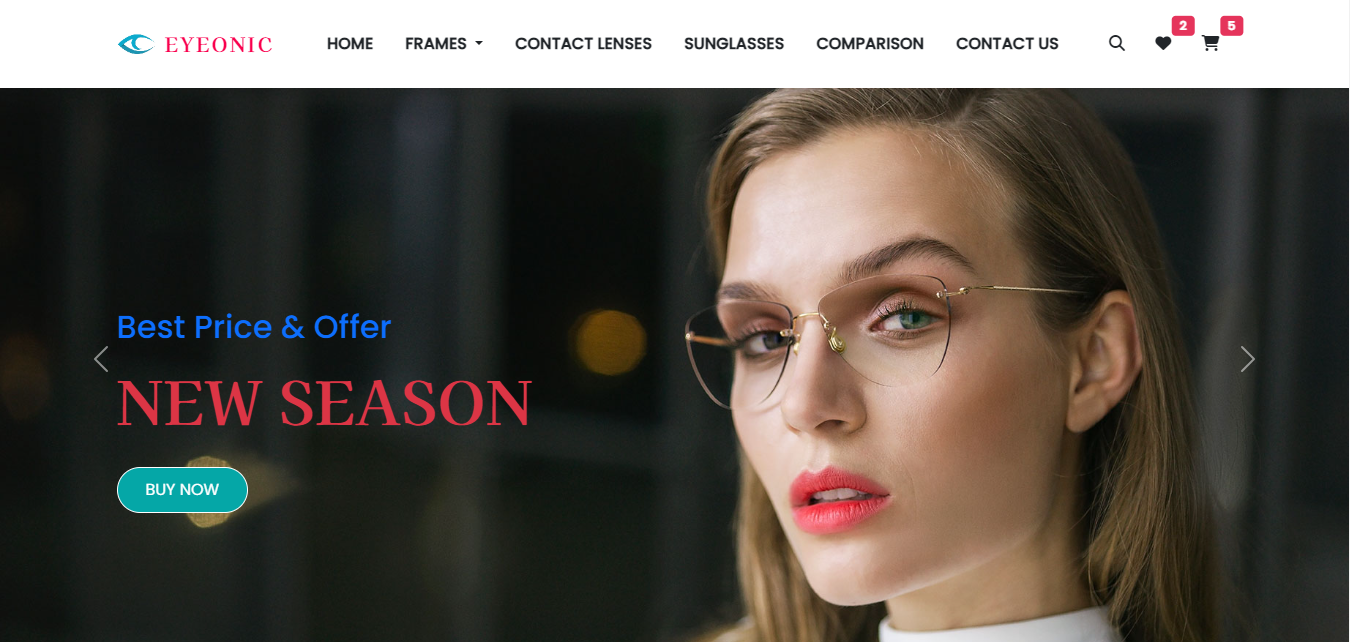 EYEONIC
HOME FRAMES CONTACT LENSES SUNGLASSES COMPARISON CONTACT US 2 5
Best Price & Offer
NEW SEASON
BUY NOW